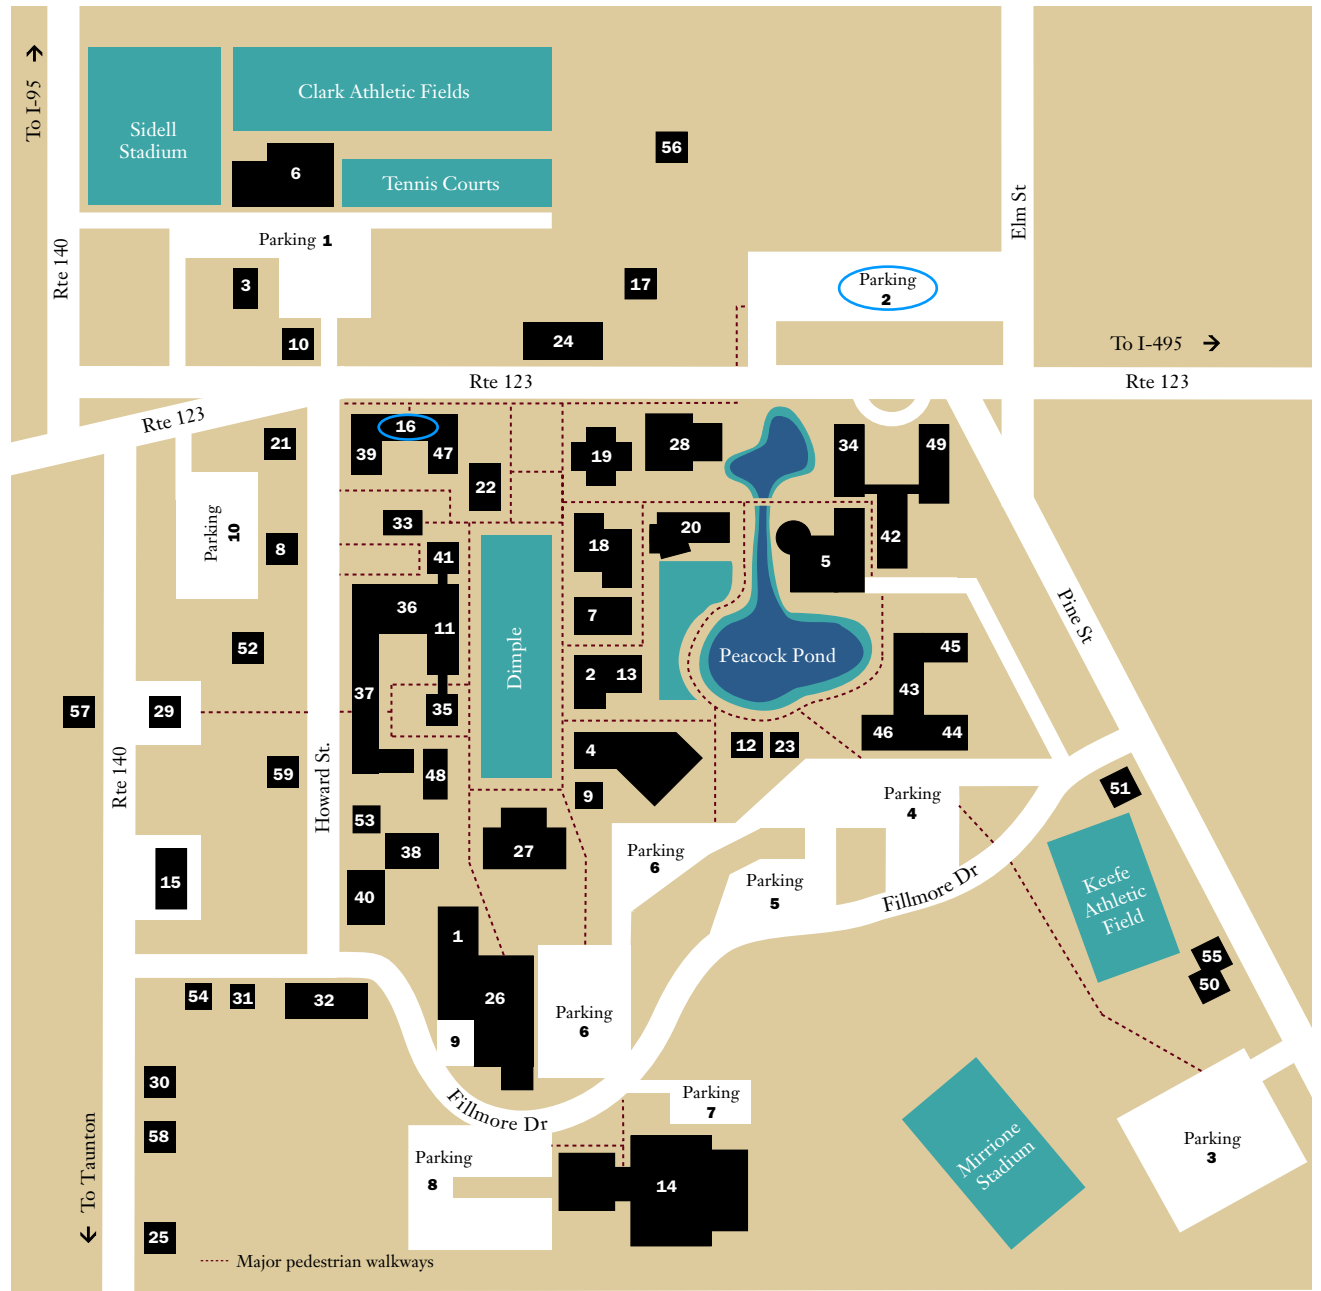 To I-95
Clark Athletic Fields
Sidell
Stadium
6
Tennis Courts
56
Elm St
Rte 140
Parking 1
3
17
Parking
2
10
24
To I-495
Rte 123
Rte 123
Rte 123
16
21
39
47
19
28
34
49
22
Parking
10
33
20
8
41
18
5
42
36
11
7
Dimple
Pine St
52
Peacock Pond
45
2
13
37
43
57
29
35
46
44
12
23
4
Rte 140
Howard St.
59
48
9
51
Parking
4
53
38
27
Parking
6
15
40
Parking
5
Fillmore Dr
Keefe
Athletic
Field
1
55
50
54
31
32
26
Parking
6
9
30
Fillmore Dr
Parking
7
58
Parking
8
14
Mirrione
Stadium
Parking
3
To Taunton
25
Major pedestrian walkways